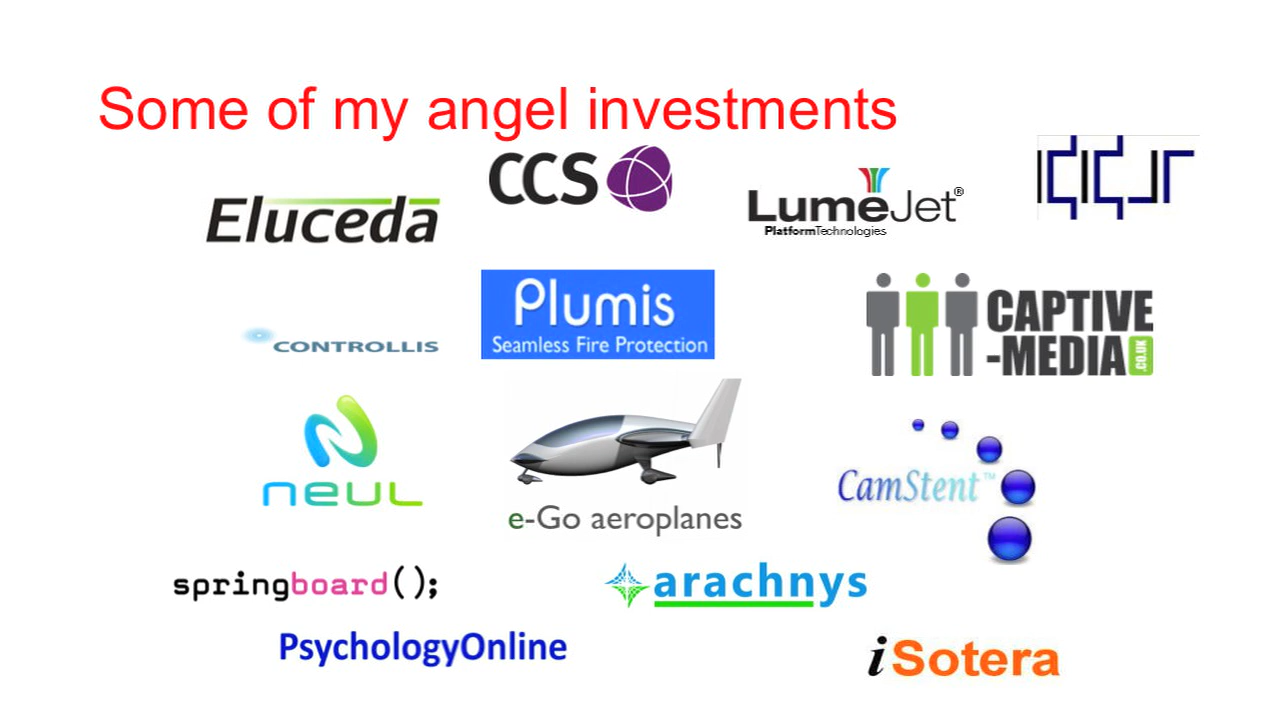 Some of my angel investments
CCS
LumeJet®
PlatformTechnologies
Eluceda
Plumis
Seamless Fire Protection
CAPTIVE
-MEDIA
.CO.UK
CONTROLLIS
neuL
CamStent™
e-Go aeroplanes
springboard();
arachnys
PsychologyOnline
iSotera